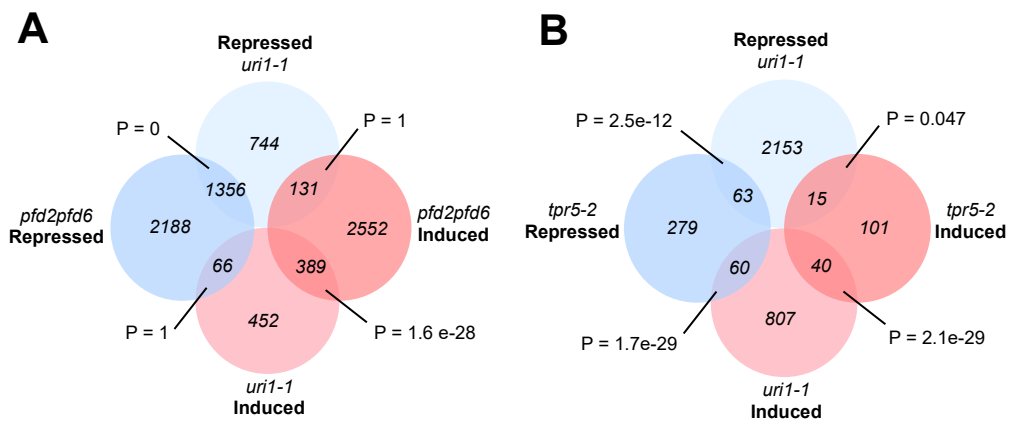 A
Repressed
uri1-1
P = 0
744
P = 1
1356
131
pfd2pfd6
Repressed
2188
2552
pfd2pfd6
Induced
66
389
P = 1
452
P = 1.6 e-28
uri1-1
Induced
B
Repressed
uri1-1
P = 2.5e-12
2153
P = 0.047
63
15
tpr5-2
Repressed
279
101
tpr5-2
Induced
60
40
P = 1.7e-29
807
P = 2.1e-29
uri1-1
Induced